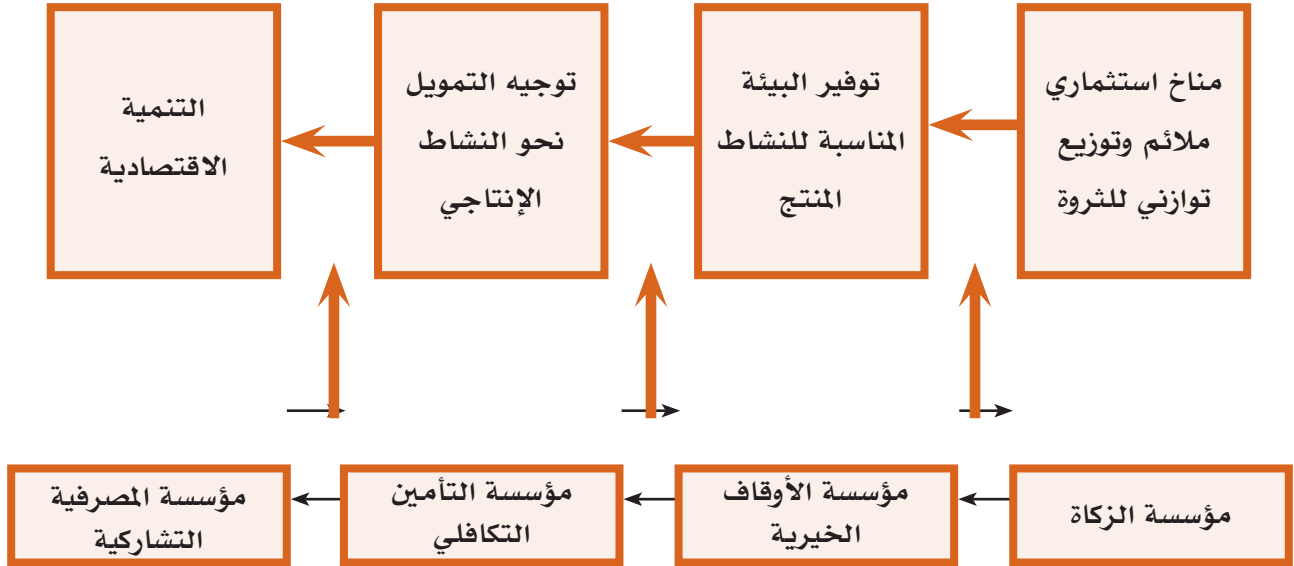 مناخ استثماري
ملائم وتوزيع
توازني للثروة
توفير البيئة
المناسبة للنشاط
المنتج
توجيه التمويل
نحو النشاط
الإنتاجي
التنمية
الاقتصادية
مؤسسة الزكاة
مؤسسة الأوقاف
الخيرية
مؤسسة التأمين
التكافلي
مؤسسة المصرفية
التشاركية